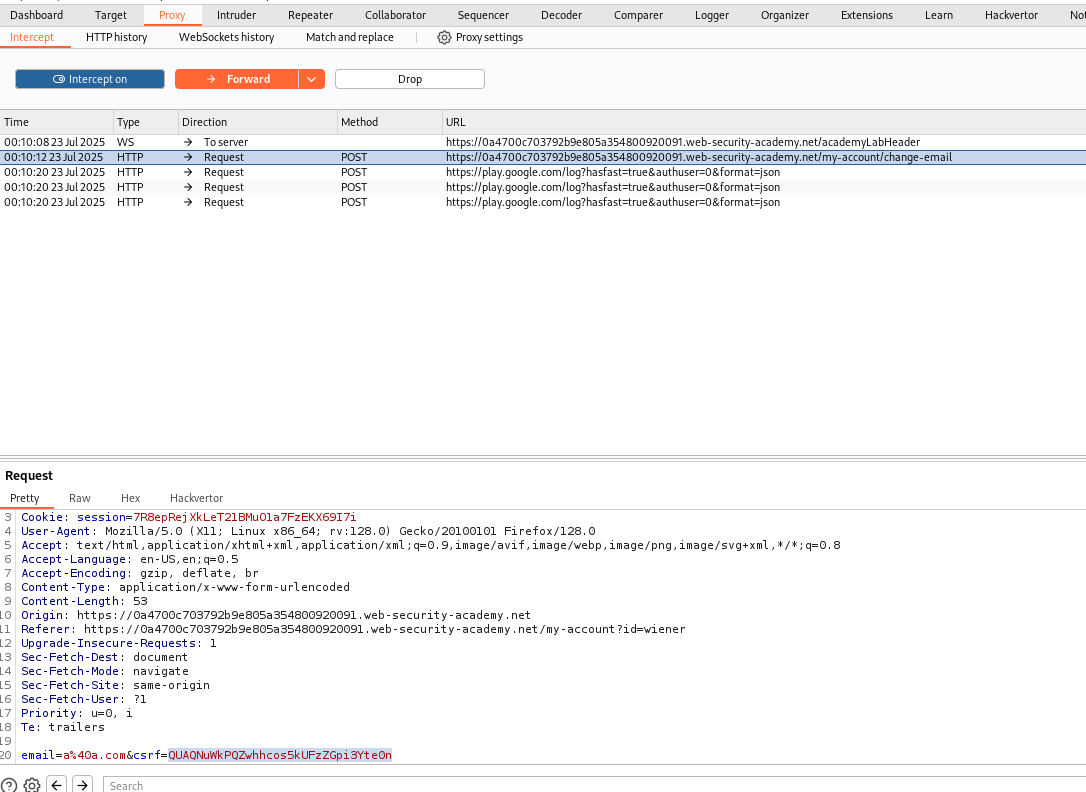 Dashboard Target Proxy Intruder Repeater Collaborator Sequencer Decoder Comparer Logger Organizer Extensions Learn Hackvertor
Intercept HTTP history WebSockets history Match and replace Proxy settings
Intercept on Forward Drop
Time Type Direction Method URL
00:10:08 23 Jul 2025 WS → To server https://0a4700c703792b9e805a354800920091.web-security-academy.net/academyLabHeader
00:10:12 23 Jul 2025 HTTP → Request POST https://0a4700c703792b9e805a354800920091.web-security-academy.net/my-account/change-email
00:10:20 23 Jul 2025 HTTP → Request POST https://play.google.com/log?hasfast=true&authuser=0&format=json
00:10:20 23 Jul 2025 HTTP → Request POST https://play.google.com/log?hasfast=true&authuser=0&format=json
00:10:20 23 Jul 2025 HTTP → Request POST https://play.google.com/log?hasfast=true&authuser=0&format=json
Request
Pretty Raw Hex Hackvertor
3 Cookie: session=7R8epRejXkLeT21BMuO1a7FzEKX69I7i
4 User-Agent: Mozilla/5.0 (X11; Linux x86_64; rv:128.0) Gecko/20100101 Firefox/128.0
5 Accept: text/html,application/xhtml+xml,application/xml;q=0.9,image/avif,image/webp,image/png,image/svg+xml,*/*;q=0.8
6 Accept-Language: en-US,en;q=0.5
7 Accept-Encoding: gzip, deflate, br
8 Content-Type: application/x-www-form-urlencoded
9 Content-Length: 53
10 Origin: https://0a4700c703792b9e805a354800920091.web-security-academy.net
11 Referer: https://0a4700c703792b9e805a354800920091.web-security-academy.net/my-account?id=wiener
12 Upgrade-Insecure-Requests: 1
13 Sec-Fetch-Dest: document
14 Sec-Fetch-Mode: navigate
15 Sec-Fetch-Site: same-origin
16 Sec-Fetch-User: ?1
17 Priority: u=0, i
18 Te: trailers
19
20 email=a%40a.com&csrf=QUAQNuWkPQZwhhcos5kUFzZGpi3Yte0n
Search